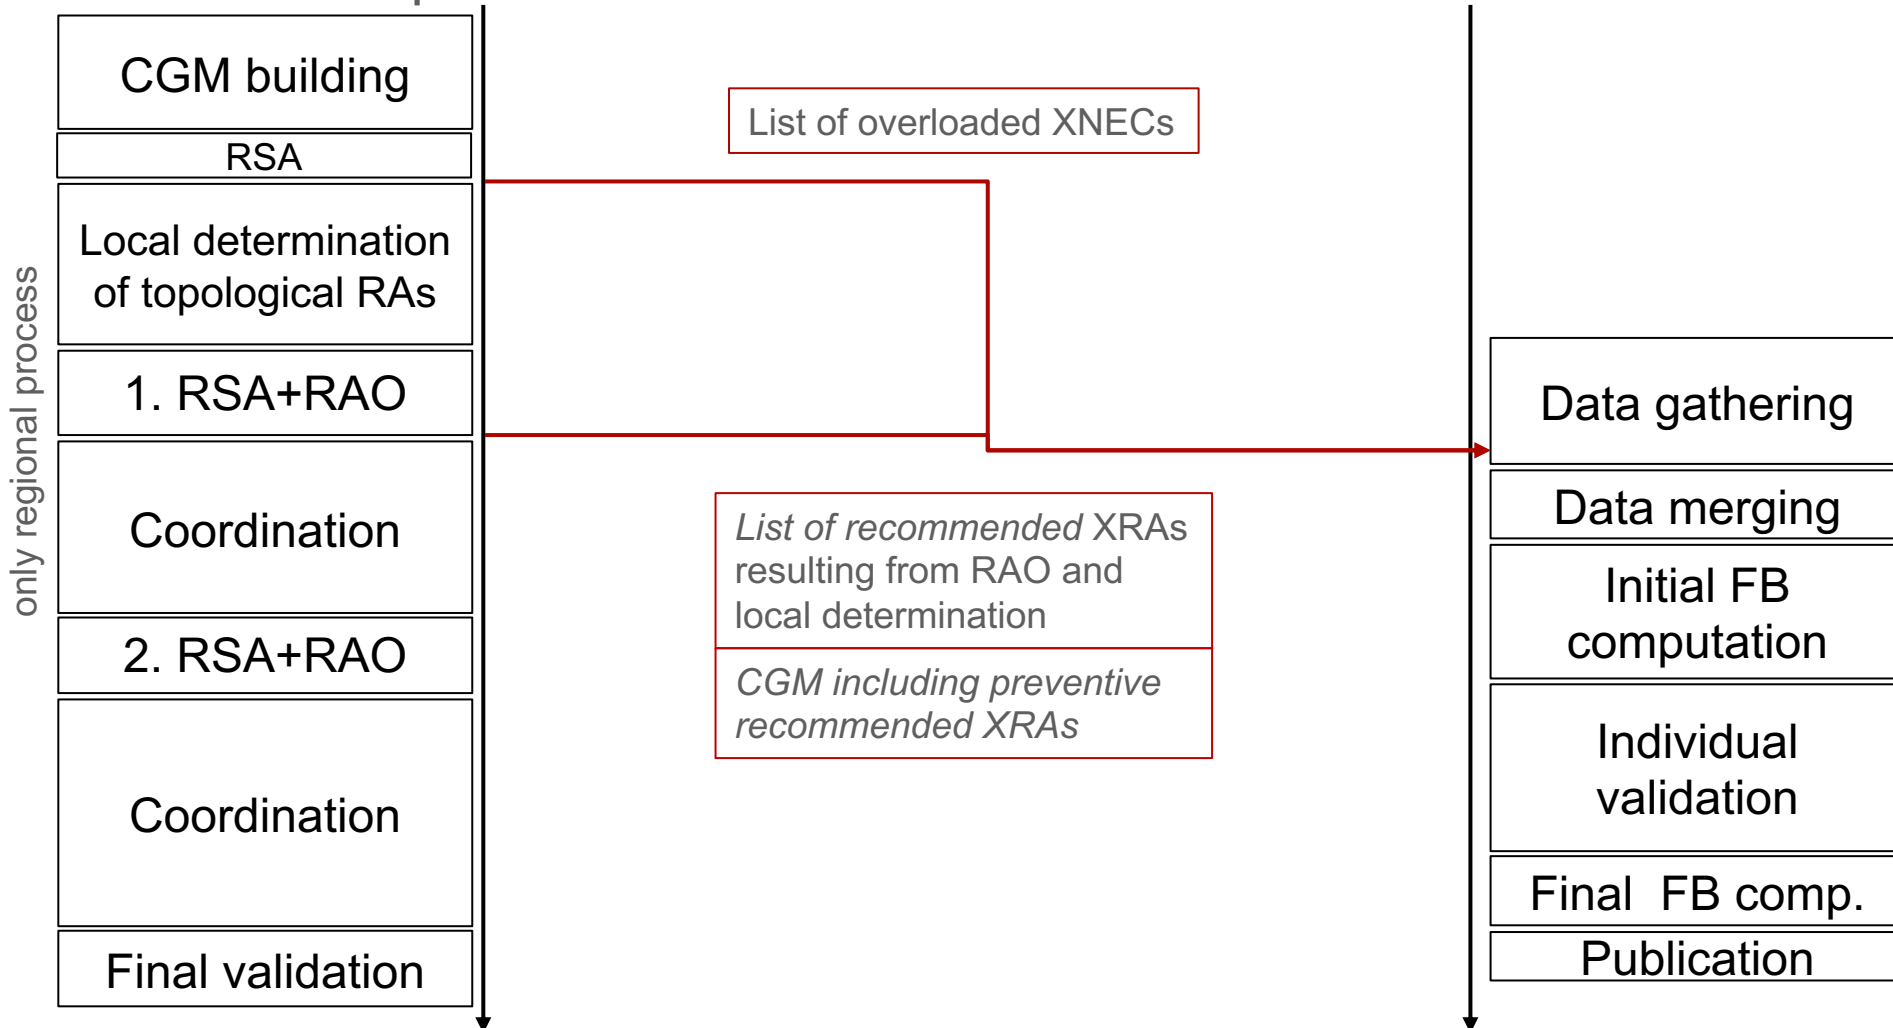 CGM building
RSA
Local determination
of topological RAs
1. RSA+RAO
Coordination
2. RSA+RAO
Coordination
Final validation
only regional process
List of overloaded XNECs
List of recommended XRAs
resulting from RAO and
local determination
CGM including preventive
recommended XRAs
Data gathering
Data merging
Initial FB
computation
Individual
validation
Final FB comp.
Publication